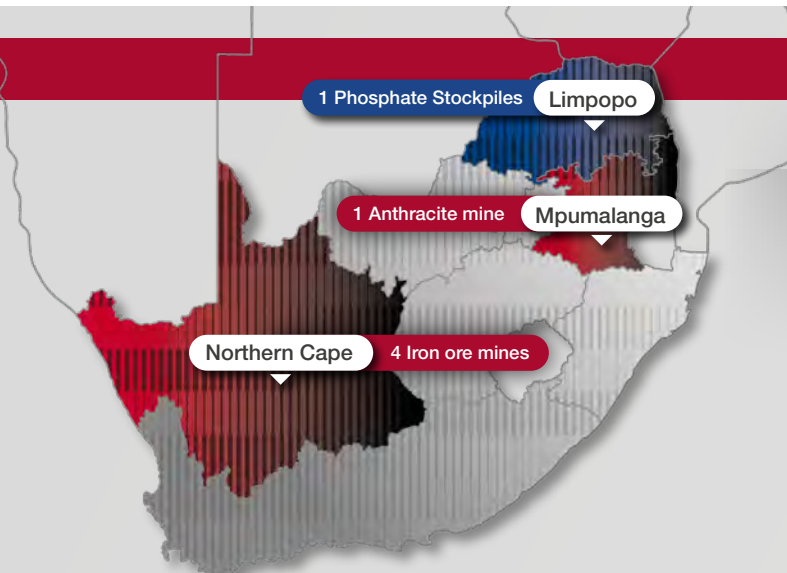 1 Phosphate Stockpiles Limpopo
1 Anthracite mine Mpumalanga
Northern Cape 4 Iron ore mines